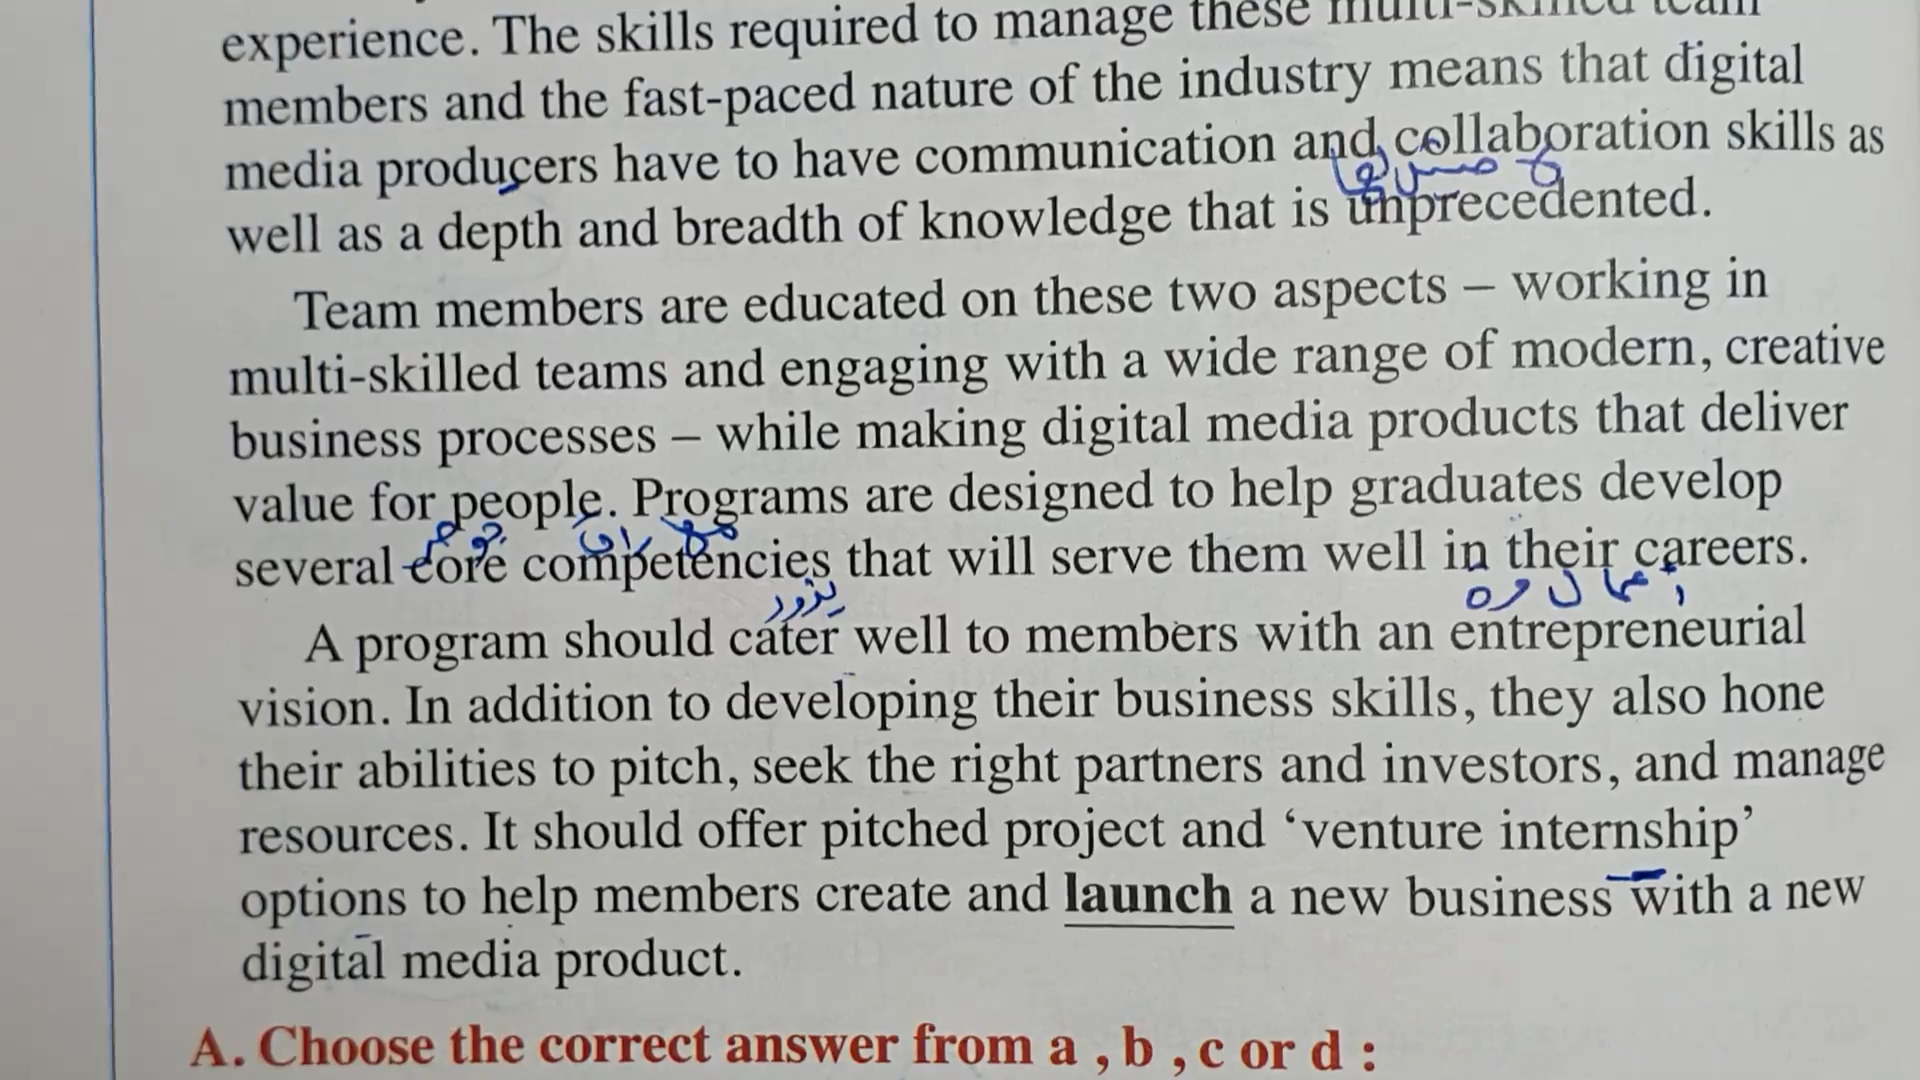 experience. The skills required to manage these multi-skilled team
members and the fast-paced nature of the industry means that digital
media producers have to have communication and collaboration skills as
well as a depth and breadth of knowledge that is unprecedented.
Team members are educated on these two aspects – working in
multi-skilled teams and engaging with a wide range of modern, creative
business processes – while making digital media products that deliver
value for people. Programs are designed to help graduates develop
several core competencies that will serve them well in their careers.
يزود
A program should cater well to members with an entrepreneurial
vision. In addition to developing their business skills, they also hone
their abilities to pitch, seek the right partners and investors, and manage
resources. It should offer pitched project and ‘venture internship’
options to help members create and launch a new business with a new
digital media product.
A. Choose the correct answer from a , b , c or d :